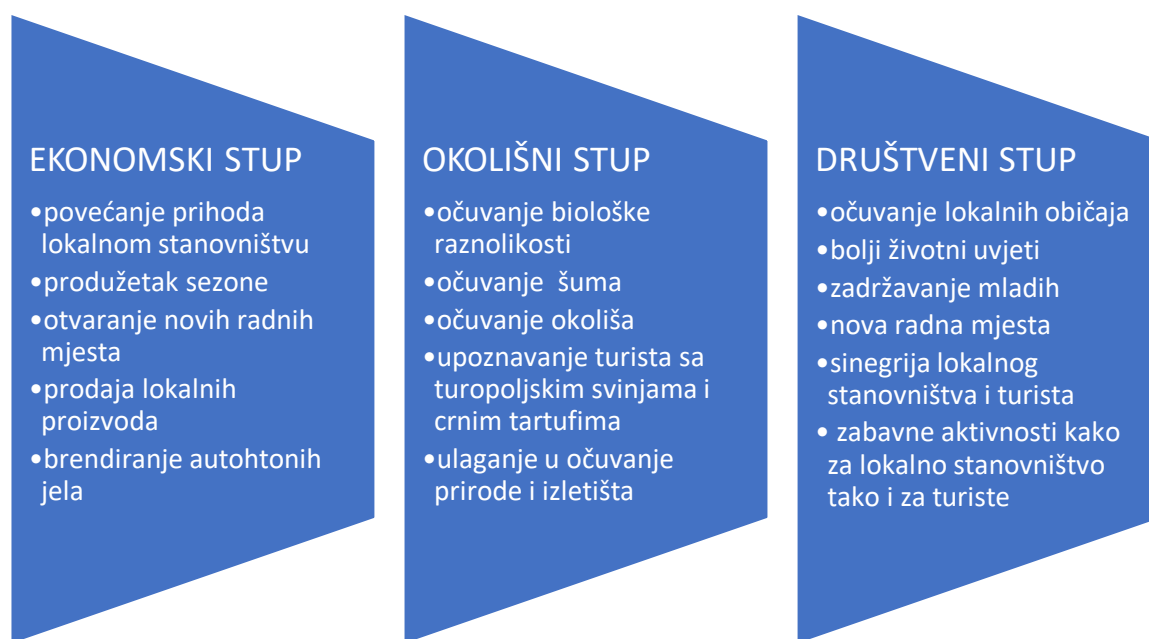 EKONOMSKI STUP
•povećanje prihoda
lokalnom stanovništvu
•produžetak sezone
•otvaranje novih radnih
mjesta
•prodaja lokalnih
proizvoda
•brendiranje autohtonih
jela
OKOLIŠNI STUP
•očuvanje biološke
raznolikosti
•očuvanje  šuma
•očuvanje okoliša
•upoznavanje turista sa
turopoljskim svinjama i
crnim tartufima
•ulaganje u očuvanje
prirode i izletišta
DRUŠTVENI STUP
•očuvanje lokalnih običaja
•bolji životni uvjeti
•zadržavanje mladih
•nova radna mjesta
•sinegrija lokalnog
stanovništva i turista
• zabavne aktivnosti kako
za lokalno stanovništvo
tako i za turiste